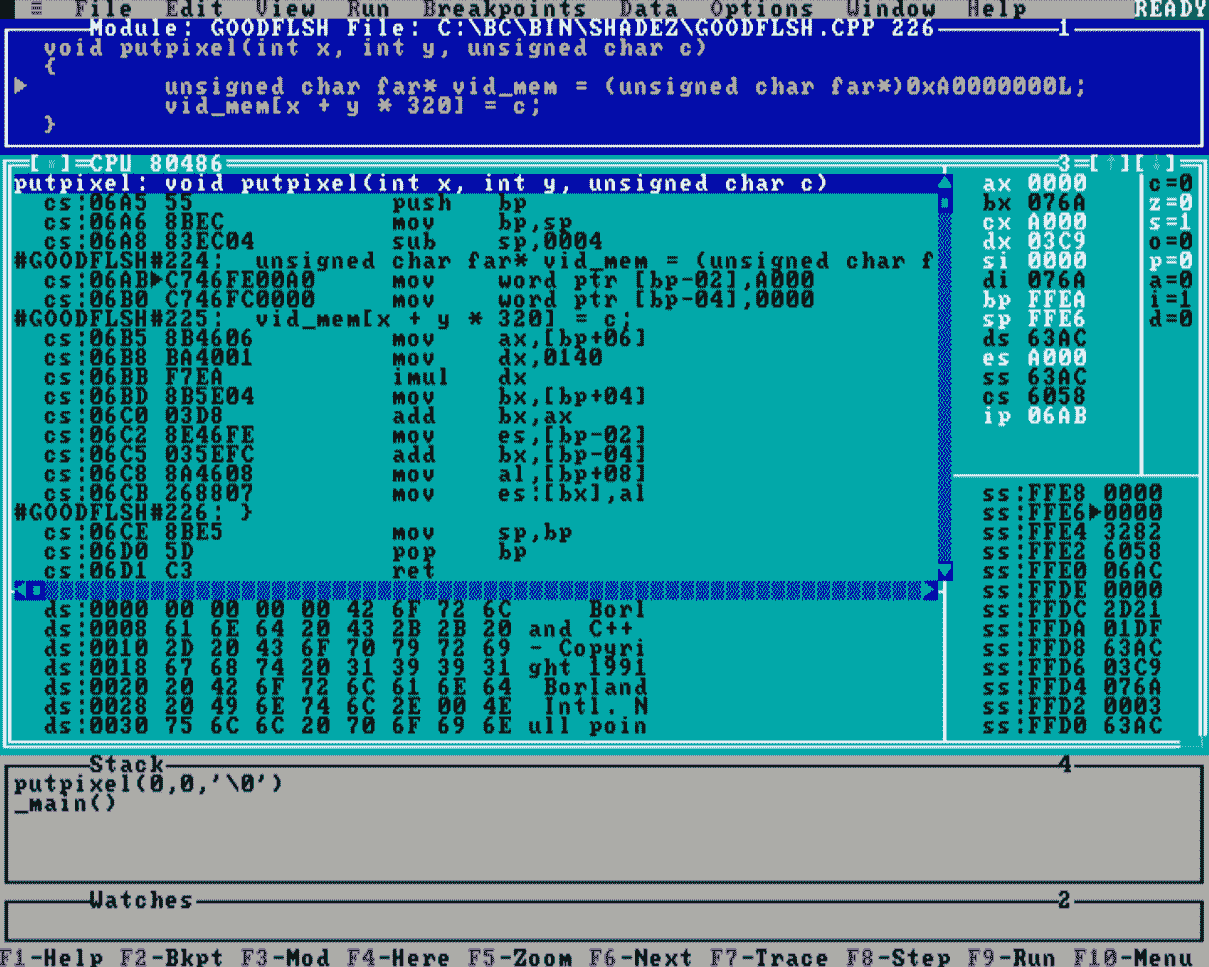 ≡ File Edit View Run Breakpoints Data Options Window Help READY
Module: GOODFLSH File: C:\BC\BIN\SHADEZ\GOODFLSH.CPP 226 1
void putpixel(int x, int y, unsigned char c)
{
unsigned char far* vid_mem = (unsigned char far*)0xA0000000L;
vid_mem[x + y * 320] = c;
}
CPU 80486 3
putpixel: void putpixel(int x, int y, unsigned char c)
cs:06A5 55 push bp
cs:06A6 8BEC mov bp,sp
cs:06A8 83EC04 sub sp,0004
#GOODFLSH#224: unsigned char far* vid_mem = (unsigned char f
cs:06AB►C746FE00A0 mov word ptr [bp-02],A000
cs:06B0 C746FC0000 mov word ptr [bp-04],0000
#GOODFLSH#225: vid_mem[x + y * 320] = c;
cs:06B5 8B4606 mov ax,[bp+06]
cs:06B8 BA4001 mov dx,0140
cs:06BB F7EA imul dx
cs:06BD 8B5E04 mov bx,[bp+04]
cs:06C0 03D8 add bx,ax
cs:06C2 8E46FE mov es,[bp-02]
cs:06C5 035EFC add bx,[bp-04]
cs:06C8 8A4608 mov al,[bp+08]
cs:06CB 268807 mov es:[bx],al
#GOODFLSH#226: }
cs:06CE 8BE5 mov sp,bp
cs:06D0 5D pop bp
cs:06D1 C3 ret
ax 0000 c=0
bx 076A z=0
cx A000 s=1
dx 03C9 o=0
si 0000 p=0
di 076A a=0
bp FFEA i=1
sp FFE6 d=0
ds 63AC
es A000
ss 63AC
cs 6058
ip 06AB
ds:0000 00 00 00 00 42 6F 72 6C Borl
ds:0008 61 6E 64 20 43 2B 2B 20 and C++
ds:0010 2D 20 43 6F 70 79 72 69 - Copyri
ds:0018 67 68 74 20 31 39 39 31 ght 1991
ds:0020 20 42 6F 72 6C 61 6E 64 Borland
ds:0028 20 49 6E 74 6C 2E 00 4E Intl. N
ds:0030 75 6C 6C 20 70 6F 69 6E ull poin
ss:FFE8 0000
ss:FFE6►0000
ss:FFE4 3282
ss:FFE2 6058
ss:FFE0 06AC
ss:FFDE 0000
ss:FFDC 2D21
ss:FFDA 01DF
ss:FFD8 63AC
ss:FFD6 03C9
ss:FFD4 076A
ss:FFD2 0003
ss:FFD0 63AC
Stack 4
putpixel(0,0,'\0')
_main()
Watches 2
F1-Help F2-Bkpt F3-Mod F4-Here F5-Zoom F6-Next F7-Trace F8-Step F9-Run F10-Menu